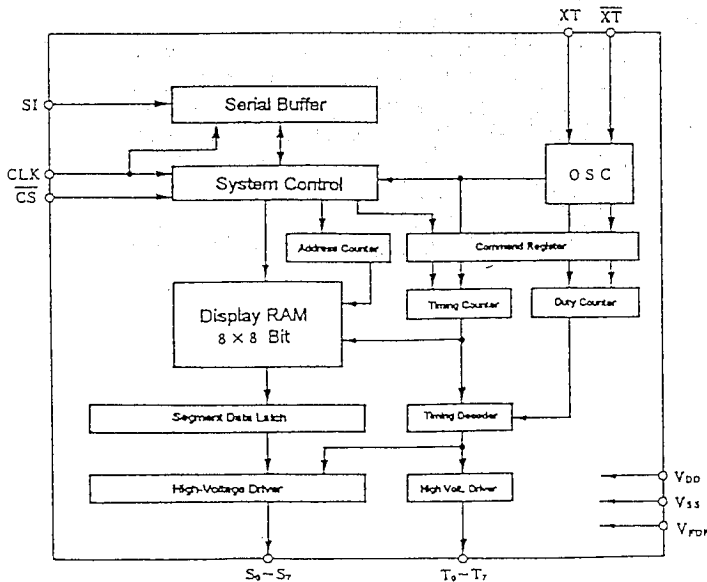 XT X̅T̅
SI
Serial Buffer
CLK
C̅S̅
System Control
OSC
Address Counter
Command Register
Display RAM
8 × 8 Bit
Timing Counter
Duty Counter
Segment Data Latch
Timing Decoder
High-Voltage Driver
High Volt. Driver
VDD
VSS
VFDP
S0–S7
T0–T7